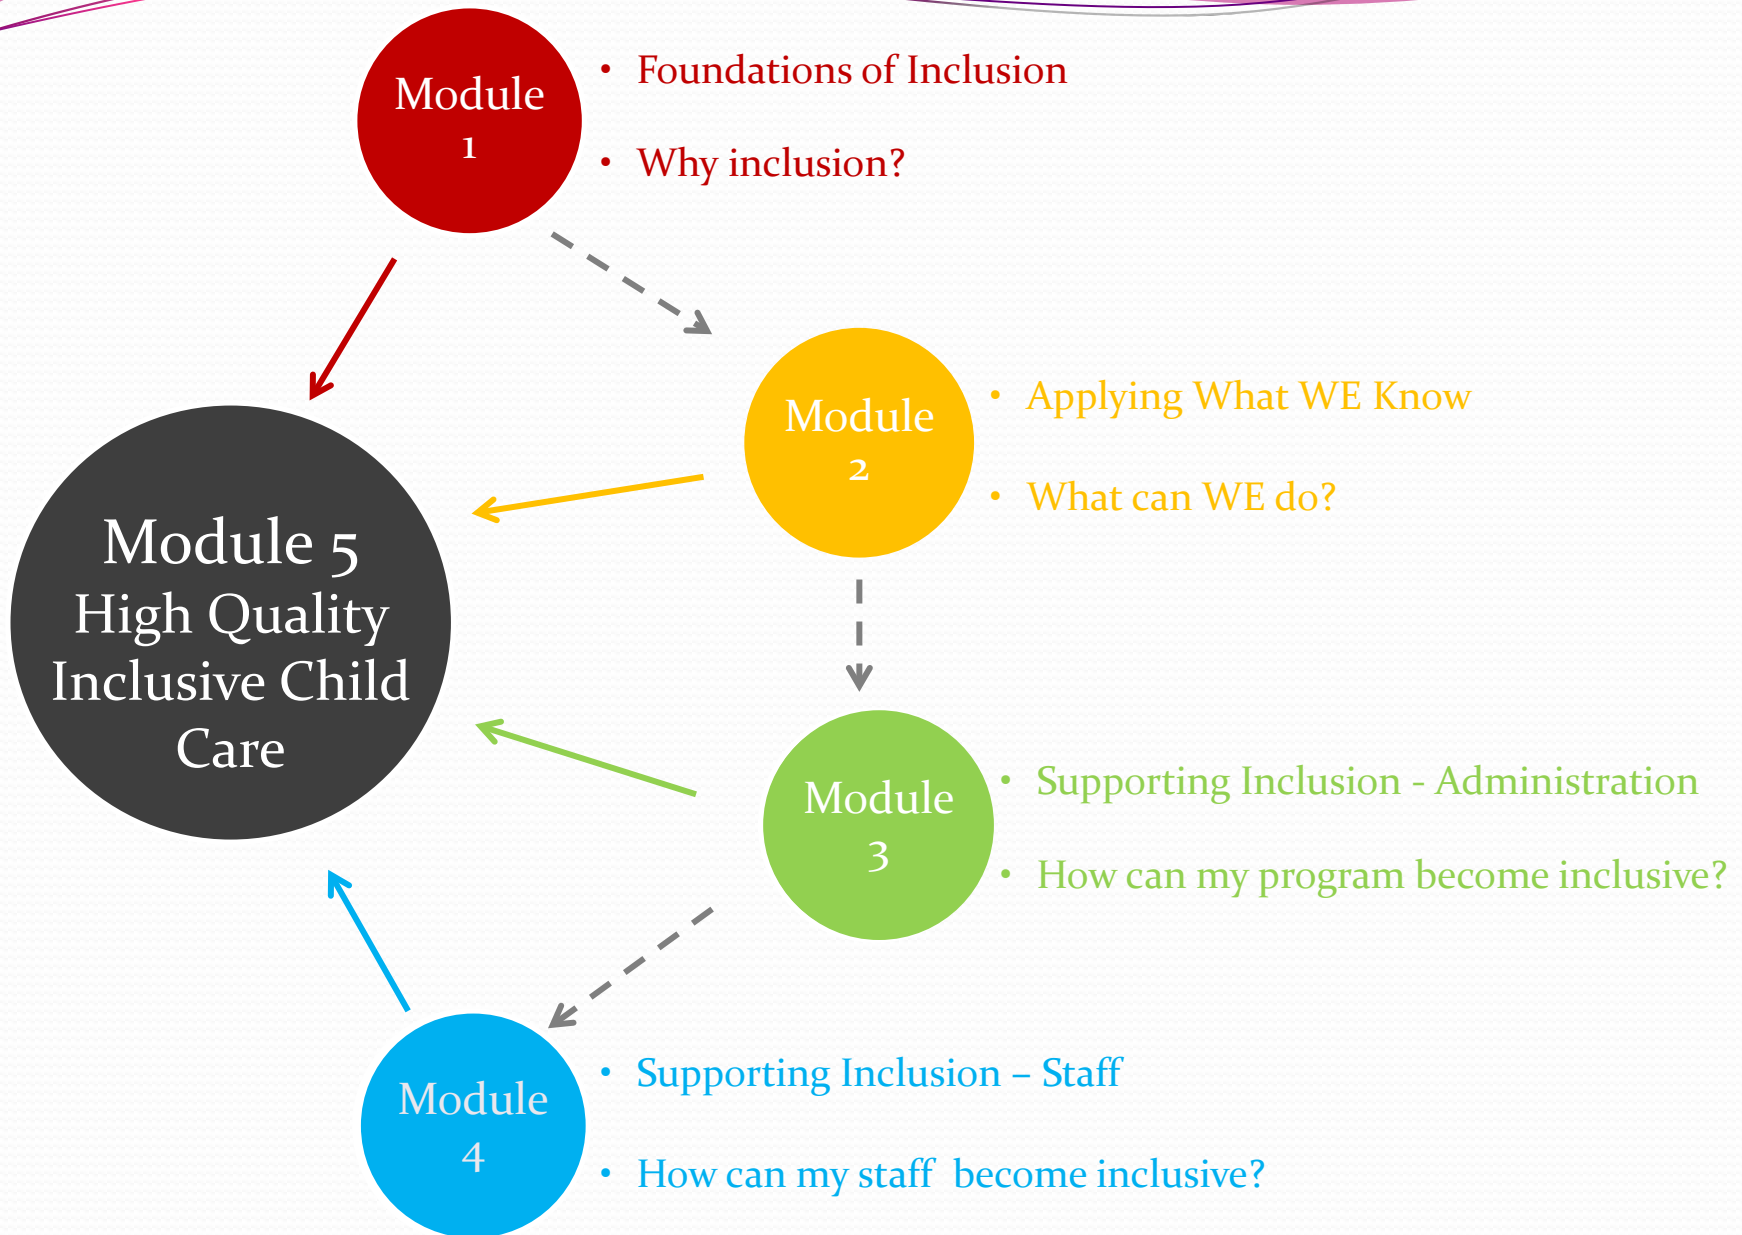 Module
1
• Foundations of Inclusion
• Why inclusion?
Module
2
• Applying What WE Know
• What can WE do?
Module 5
High Quality
Inclusive Child
Care
Module
3
• Supporting Inclusion - Administration
• How can my program become inclusive?
Module
4
• Supporting Inclusion – Staff
• How can my staff  become inclusive?